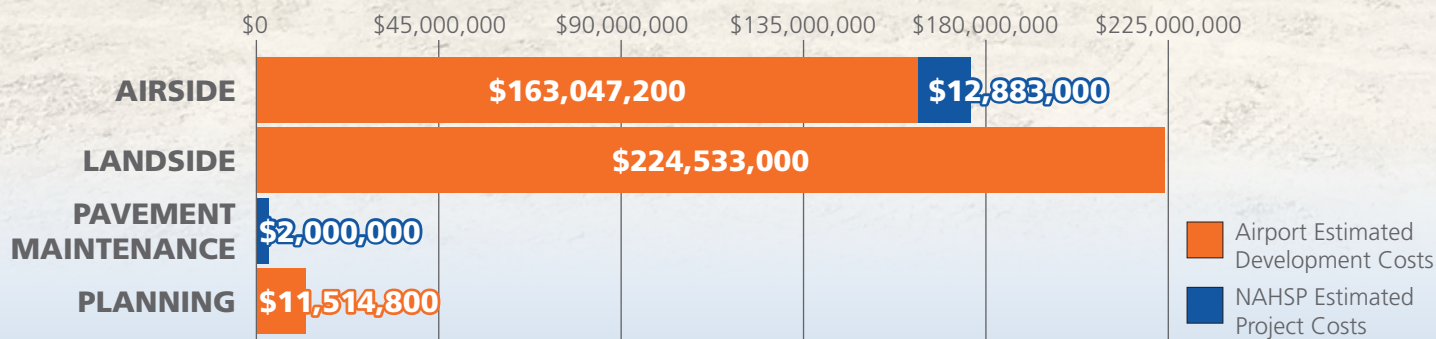 $0 $45,000,000 $90,000,000 $135,000,000 $180,000,000 $225,000,000
AIRSIDE $163,047,200 $12,883,000
LANDSIDE $224,533,000
PAVEMENT
MAINTENANCE $2,000,000
PLANNING $11,514,800
Airport Estimated
Development Costs
NAHSP Estimated
Project Costs